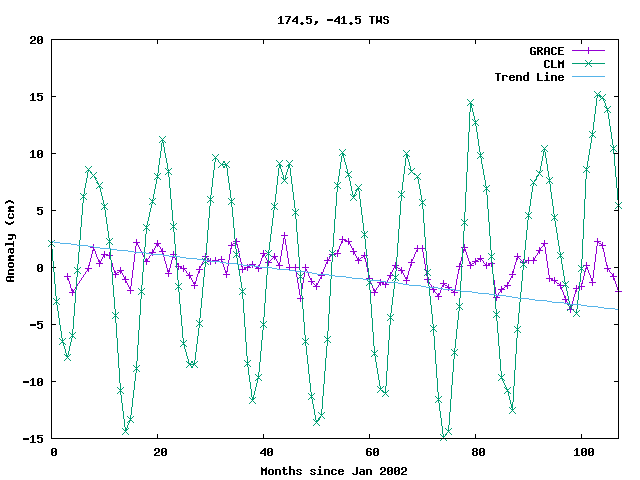 174.5, -41.5 TWS
GRACE
CLM
Trend Line
Anomaly (cm)
20
15
10
5
0
-5
-10
-15
0 20 40 60 80 100
Months since Jan 2002